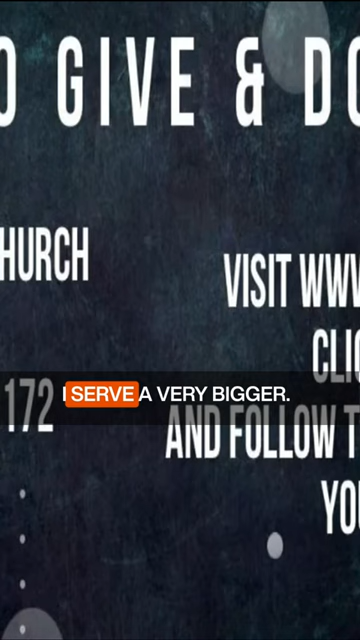 O GIVE & DO
HURCH
VISIT WWW
CLIC
172
I SERVE A VERY BIGGER.
AND FOLLOW T
YOU